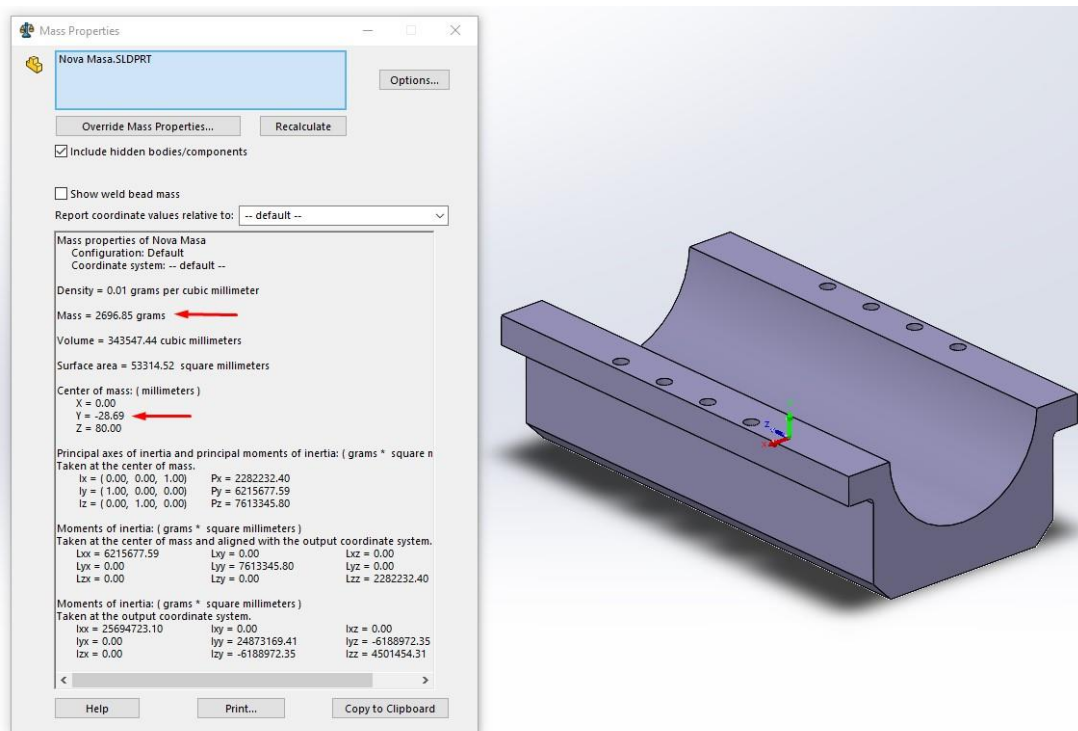 Mass Properties
Nova Masa.SLDPRT
Options...
Override Mass Properties...
Recalculate
Include hidden bodies/components
Show weld bead mass
Report coordinate values relative to: -- default --
Mass properties of Nova Masa
Configuration: Default
Coordinate system: -- default --
Density = 0.01 grams per cubic millimeter
Mass = 2696.85 grams
Volume = 343547.44 cubic millimeters
Surface area = 53314.52 square millimeters
Center of mass: ( millimeters )
X = 0.00
Y = -28.69
Z = 80.00
Principal axes of inertia and principal moments of inertia: ( grams * square n
Taken at the center of mass.
Ix = ( 0.00, 0.00, 1.00) Px = 2282232.40
Iy = ( 1.00, 0.00, 0.00) Py = 6215677.59
Iz = ( 0.00, 1.00, 0.00) Pz = 7613345.80
Moments of inertia: ( grams * square millimeters )
Taken at the center of mass and aligned with the output coordinate system.
Lxx = 6215677.59 Lxy = 0.00 Lxz = 0.00
Lyx = 0.00 Lyy = 7613345.80 Lyz = 0.00
Lzx = 0.00 Lzy = 0.00 Lzz = 2282232.40
Moments of inertia: ( grams * square millimeters )
Taken at the output coordinate system.
Ixx = 25694723.10 Ixy = 0.00 Ixz = 0.00
Iyx = 0.00 Iyy = 24873169.41 Iyz = -6188972.35
Izx = 0.00 Izy = -6188972.35 Izz = 4501454.31
Help
Print...
Copy to Clipboard
Y
Z
X